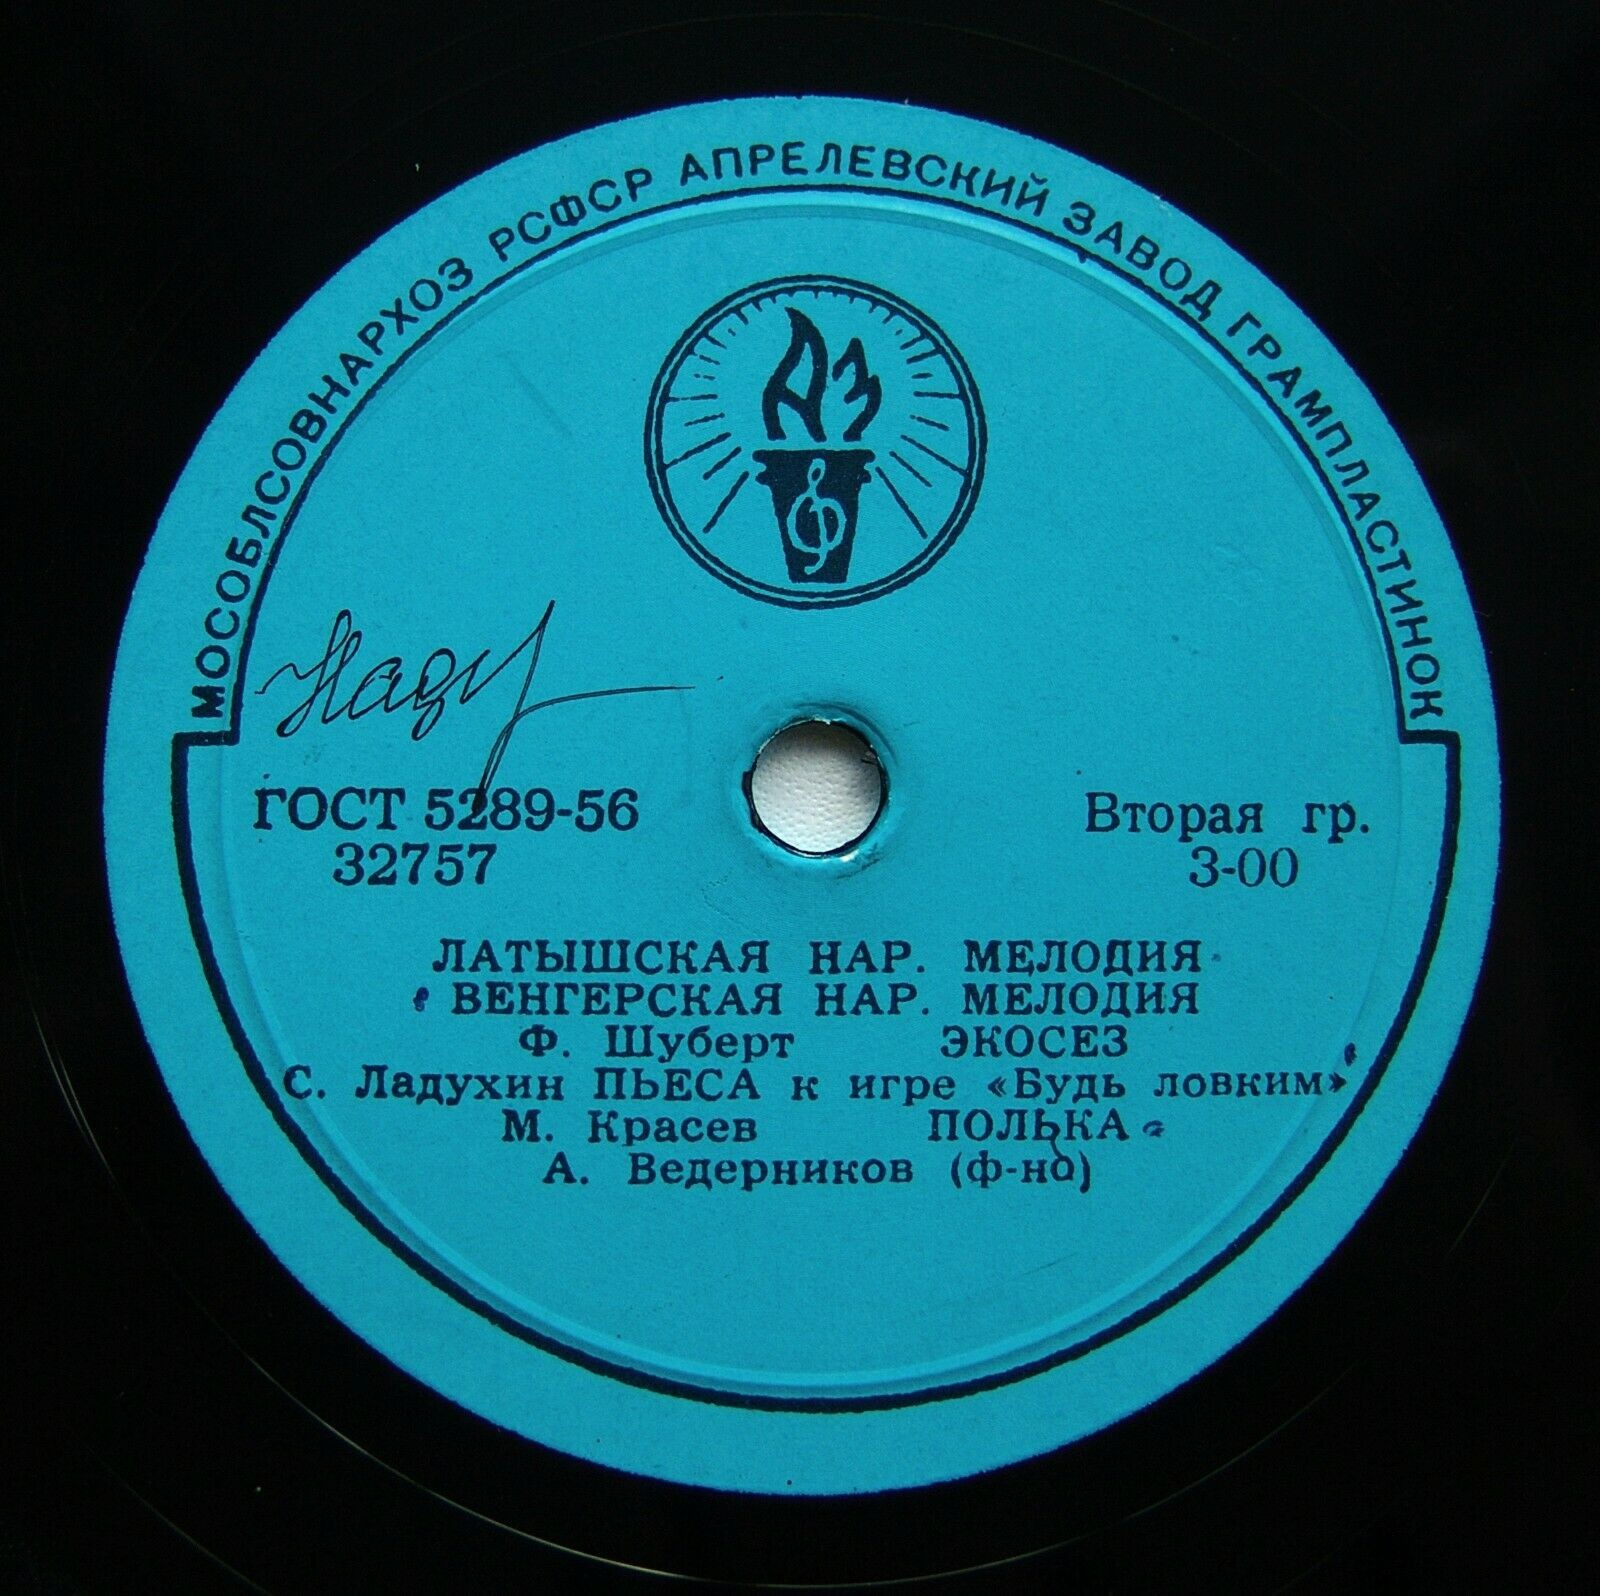 МОСОБЛСОВНАРХОЗ РСФСР АПРЕЛЕВСКИЙ ЗАВОД ГРАМПЛАСТИНОК
АЗ
ГОСТ 5289-56
32757
Вторая гр.
3-00
ЛАТЫШСКАЯ НАР. МЕЛОДИЯ
ВЕНГЕРСКАЯ НАР. МЕЛОДИЯ
Ф. Шуберт ЭКОСЕЗ
С. Ладухин ПЬЕСА к игре «Будь ловким»
М. Красев ПОЛЬКА
А. Ведерников (ф-но)